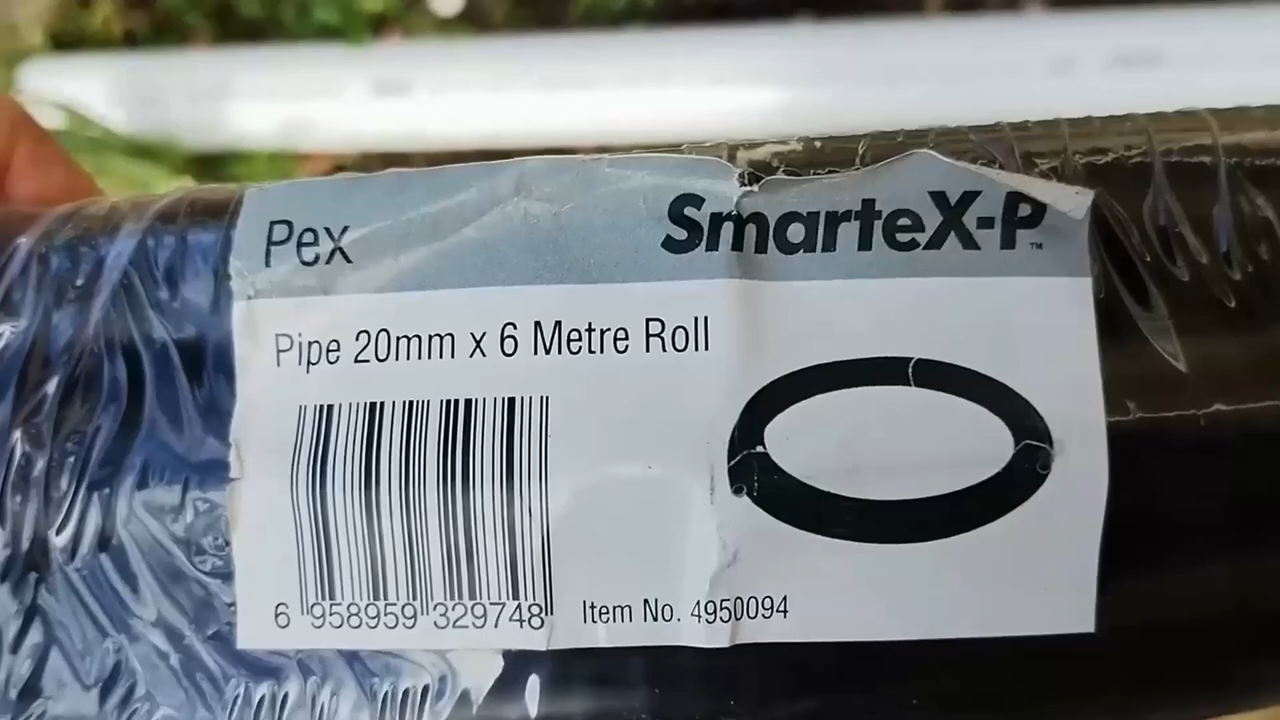 Pex
SmarteX-P™
Pipe 20mm x 6 Metre Roll
6 958959 329748
Item No. 4950094